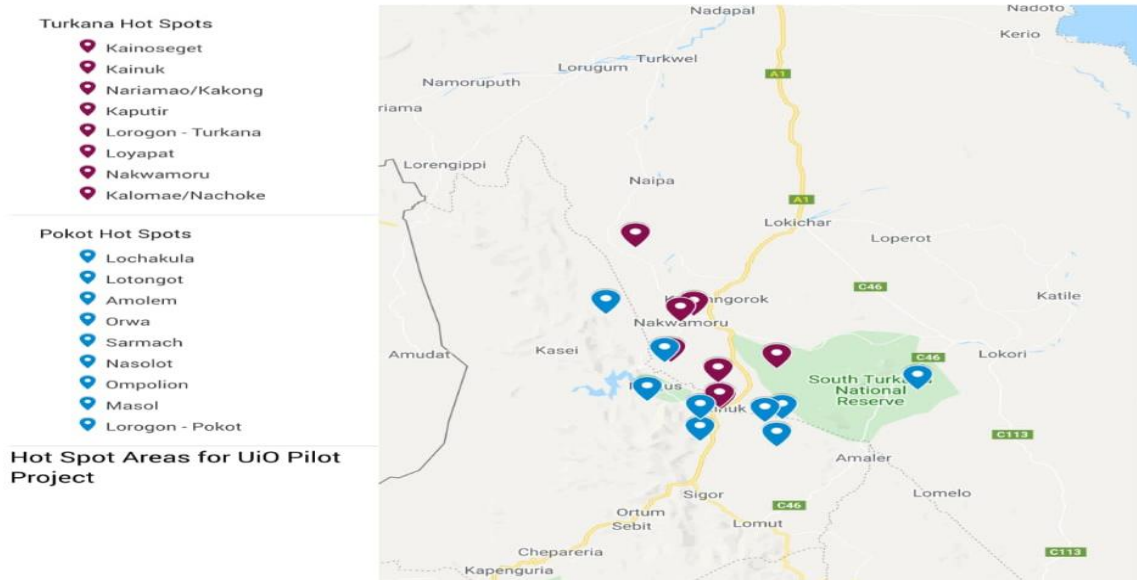 Turkana Hot Spots
Kainoseget
Kainuk
Nariamao/Kakong
Kaputir
Lorogon - Turkana
Loyapat
Nakwamoru
Kalomae/Nachoke
Pokot Hot Spots
Lochakula
Lotongot
Amolem
Orwa
Sarmach
Nasolot
Ompolion
Masol
Lorogon - Pokot
Hot Spot Areas for UiO Pilot
Project
Nadapal
Nadoto
Kerio
Turkwel
Lorugum
A1
Namoruputh
riama
Lorengippi
Naipa
A1
Lokichar
Loperot
C46
Katile
Nakwamoru
Amudat
Kasei
C46
Lokori
South Turka
National
Reserve
C113
Amaler
Sigor
Lomelo
C46
Ortum
Sebit
Lomut
Chepareria
C113
Kapenguria